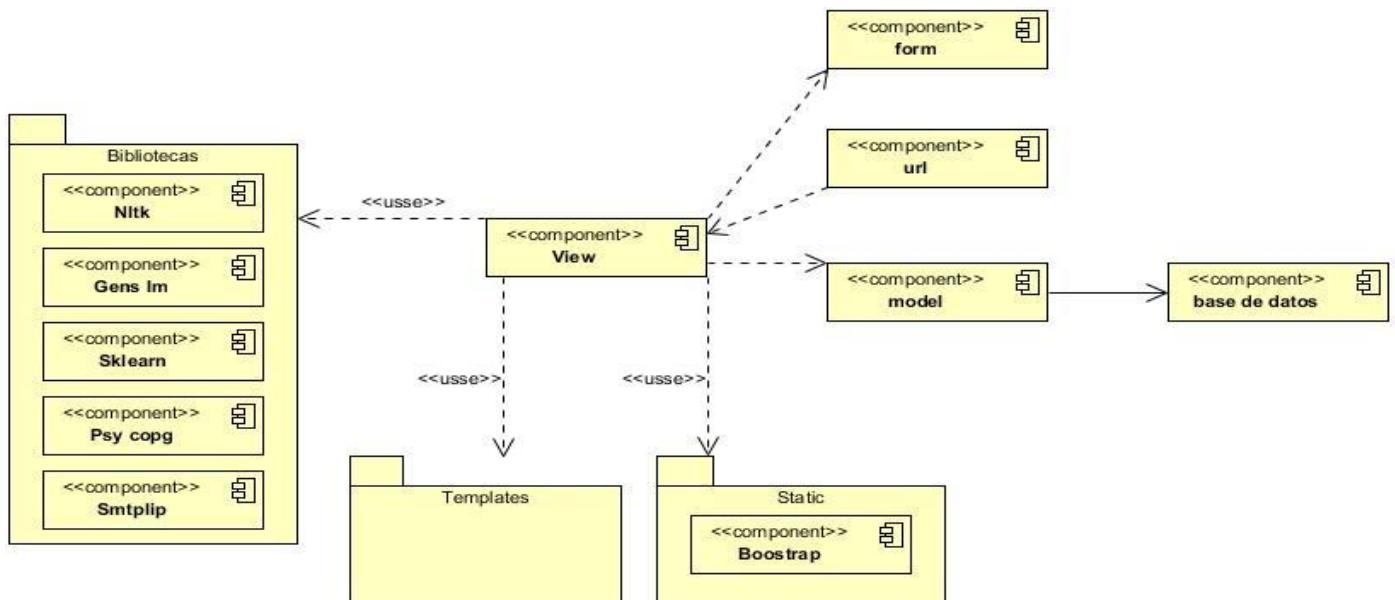 <<component>>
form
<<component>>
url
Bibliotecas
<<component>>
Nltk
<<component>>
Gens Im
<<component>>
Sklearn
<<component>>
Psy copg
<<component>>
Smtplip
<<usse>>
<<component>>
View
<<component>>
model
<<component>>
base de datos
<<usse>>
<<usse>>
Templates
Static
<<component>>
Boostrap